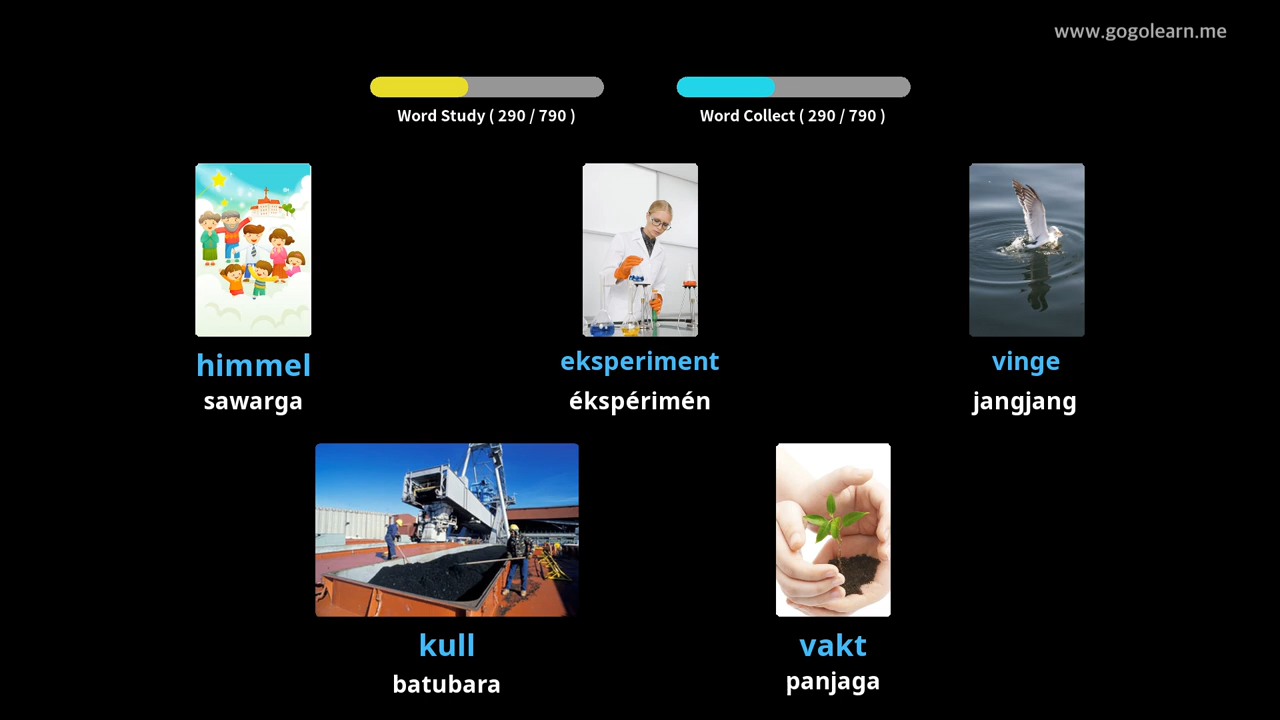 www.gogolearn.me
Word Study ( 290 / 790 )
Word Collect ( 290 / 790 )
himmel
sawarga
eksperiment
ékspérimén
vinge
jangjang
kull
batubara
vakt
panjaga